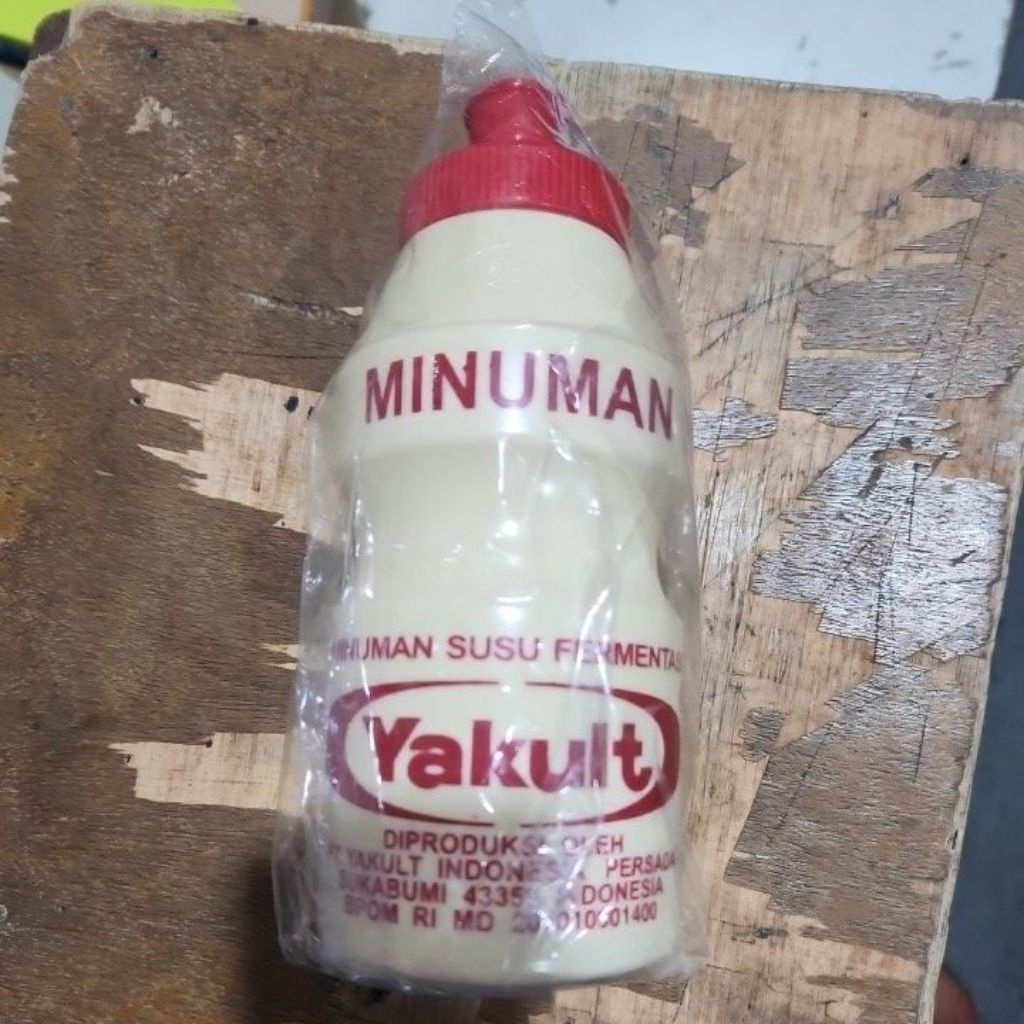 MINUMAN
MINUMAN SUSU FERMENTASI
Yakult
DIPRODUKSI OLEH
PT YAKULT INDONESIA PERSADA
SUKABUMI INDONESIA
BPOM RI MD